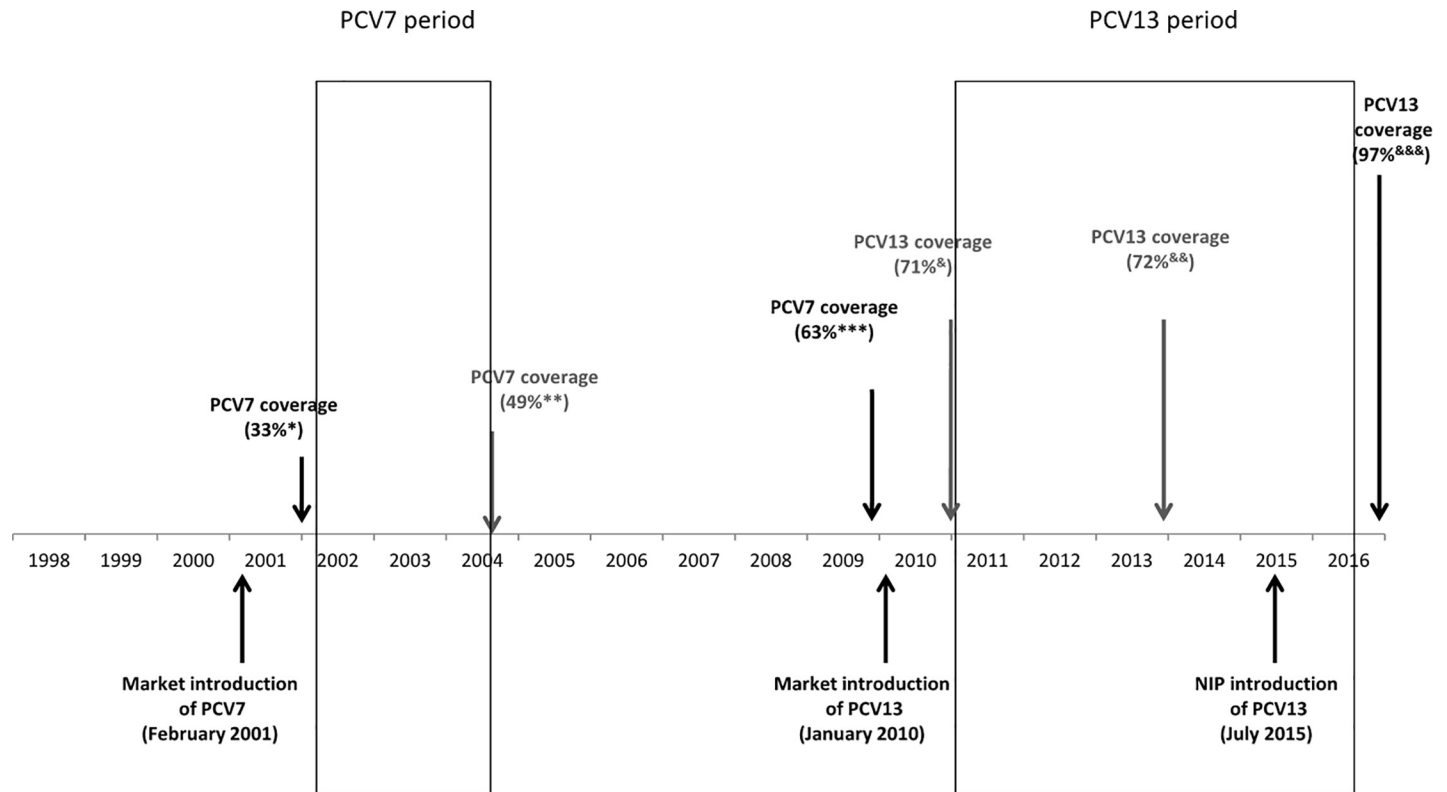 PCV7 period
PCV13 period
PCV13
coverage
(97%&&&)
PCV13 coverage
(71%&)
PCV13 coverage
(72%&&)
PCV7 coverage
(63%***)
PCV7 coverage
(49%**)
PCV7 coverage
(33%*)
1998 1999 2000 2001 2002 2003 2004 2005 2006 2007 2008 2009 2010 2011 2012 2013 2014 2015 2016
Market introduction
of PCV7
(February 2001)
Market introduction
of PCV13
(January 2010)
NIP introduction
of PCV13
(July 2015)